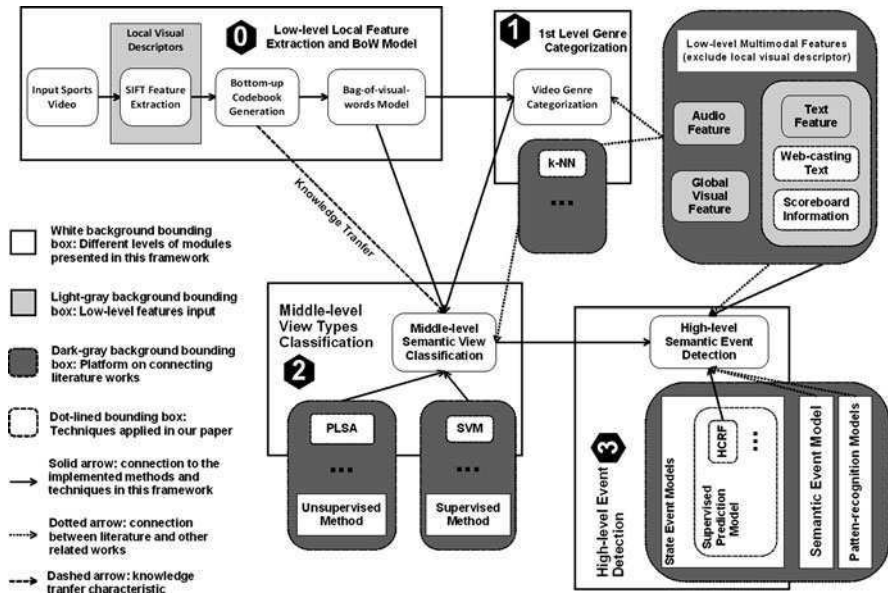 0
Low-level Local Feature
Extraction and BoW Model
Local Visual
Descriptors
Input Sports
Video
SIFT Feature
Extraction
Bottom-up
Codebook
Generation
Bag-of-visual-
words Model
1
1st Level Genre
Categorization
Video Genre
Categorization
k-NN
...
Low-level Multimodal Features
(exclude local visual descriptor)
Audio
Feature
Global
Visual
Feature
Text
Feature
Web-casting
Text
Scoreboard
Information
Knowledge Tranfer
White background bounding
box: Different levels of modules
presented in this framework
Light-gray background bounding
box: Low-level features input
Dark-gray background bounding
box: Platform on connecting
literature works
Dot-lined bounding box:
Techniques applied in our paper
Solid arrow: connection to the
implemented methods and
techniques in this framework
Dotted arrow: connection
between literature and other
related works
Dashed arrow: knowledge
tranfer characteristic
Middle-level
View Types
Classification
2
Middle-level
Semantic View
Classification
PLSA
...
Unsupervised
Method
SVM
...
Supervised
Method
High-level
Semantic Event
Detection
3
High-level Event
Detection
State Event Models
Supervised
Prediction
Model
HCRF
...
Semantic Event Model
Patten-recognition Models